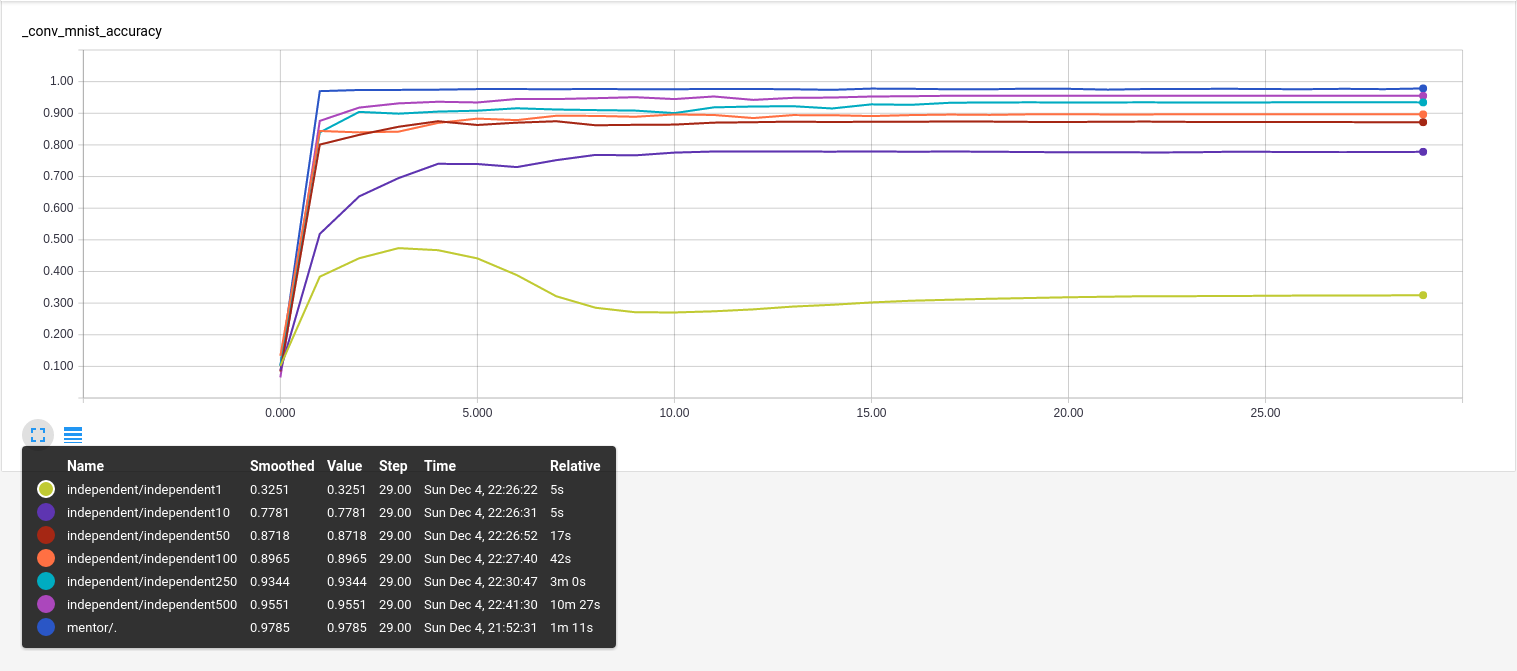 _conv_mnist_accuracy
1.00
0.900
0.800
0.700
0.600
0.500
0.400
0.300
0.200
0.100
0.000 5.000 10.00 15.00 20.00 25.00
Name Smoothed Value Step Time Relative
independent/independent1 0.3251 0.3251 29.00 Sun Dec 4, 22:26:22 5s
independent/independent10 0.7781 0.7781 29.00 Sun Dec 4, 22:26:31 5s
independent/independent50 0.8718 0.8718 29.00 Sun Dec 4, 22:26:52 17s
independent/independent100 0.8965 0.8965 29.00 Sun Dec 4, 22:27:40 42s
independent/independent250 0.9344 0.9344 29.00 Sun Dec 4, 22:30:47 3m 0s
independent/independent500 0.9551 0.9551 29.00 Sun Dec 4, 22:41:30 10m 27s
mentor/. 0.9785 0.9785 29.00 Sun Dec 4, 21:52:31 1m 11s